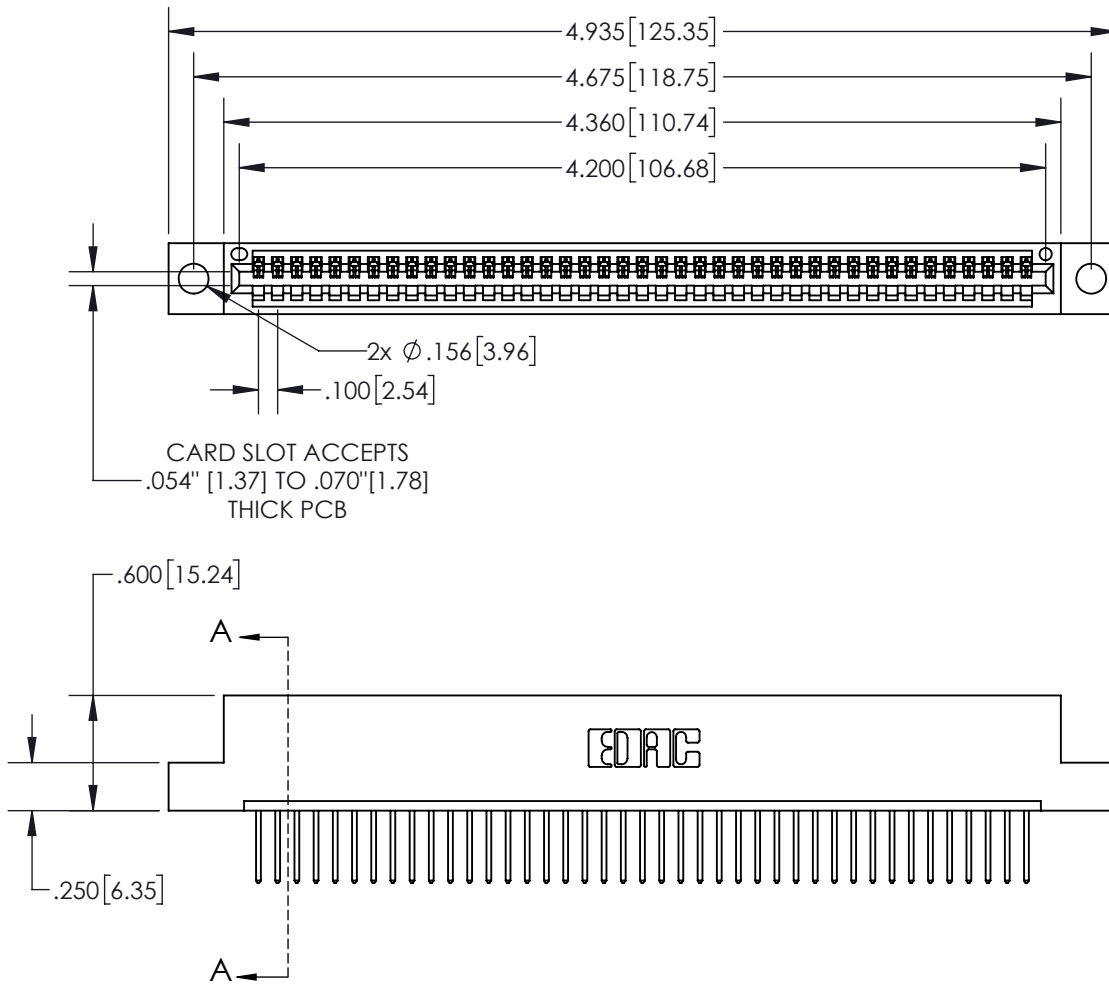 4.935[125.35]
4.675[118.75]
4.360[110.74]
4.200[106.68]
2x Ø.156[3.96]
.100[2.54]
CARD SLOT ACCEPTS
.054" [1.37] TO .070"[1.78]
THICK PCB
.600[15.24]
A
EDAC
.250[6.35]
A